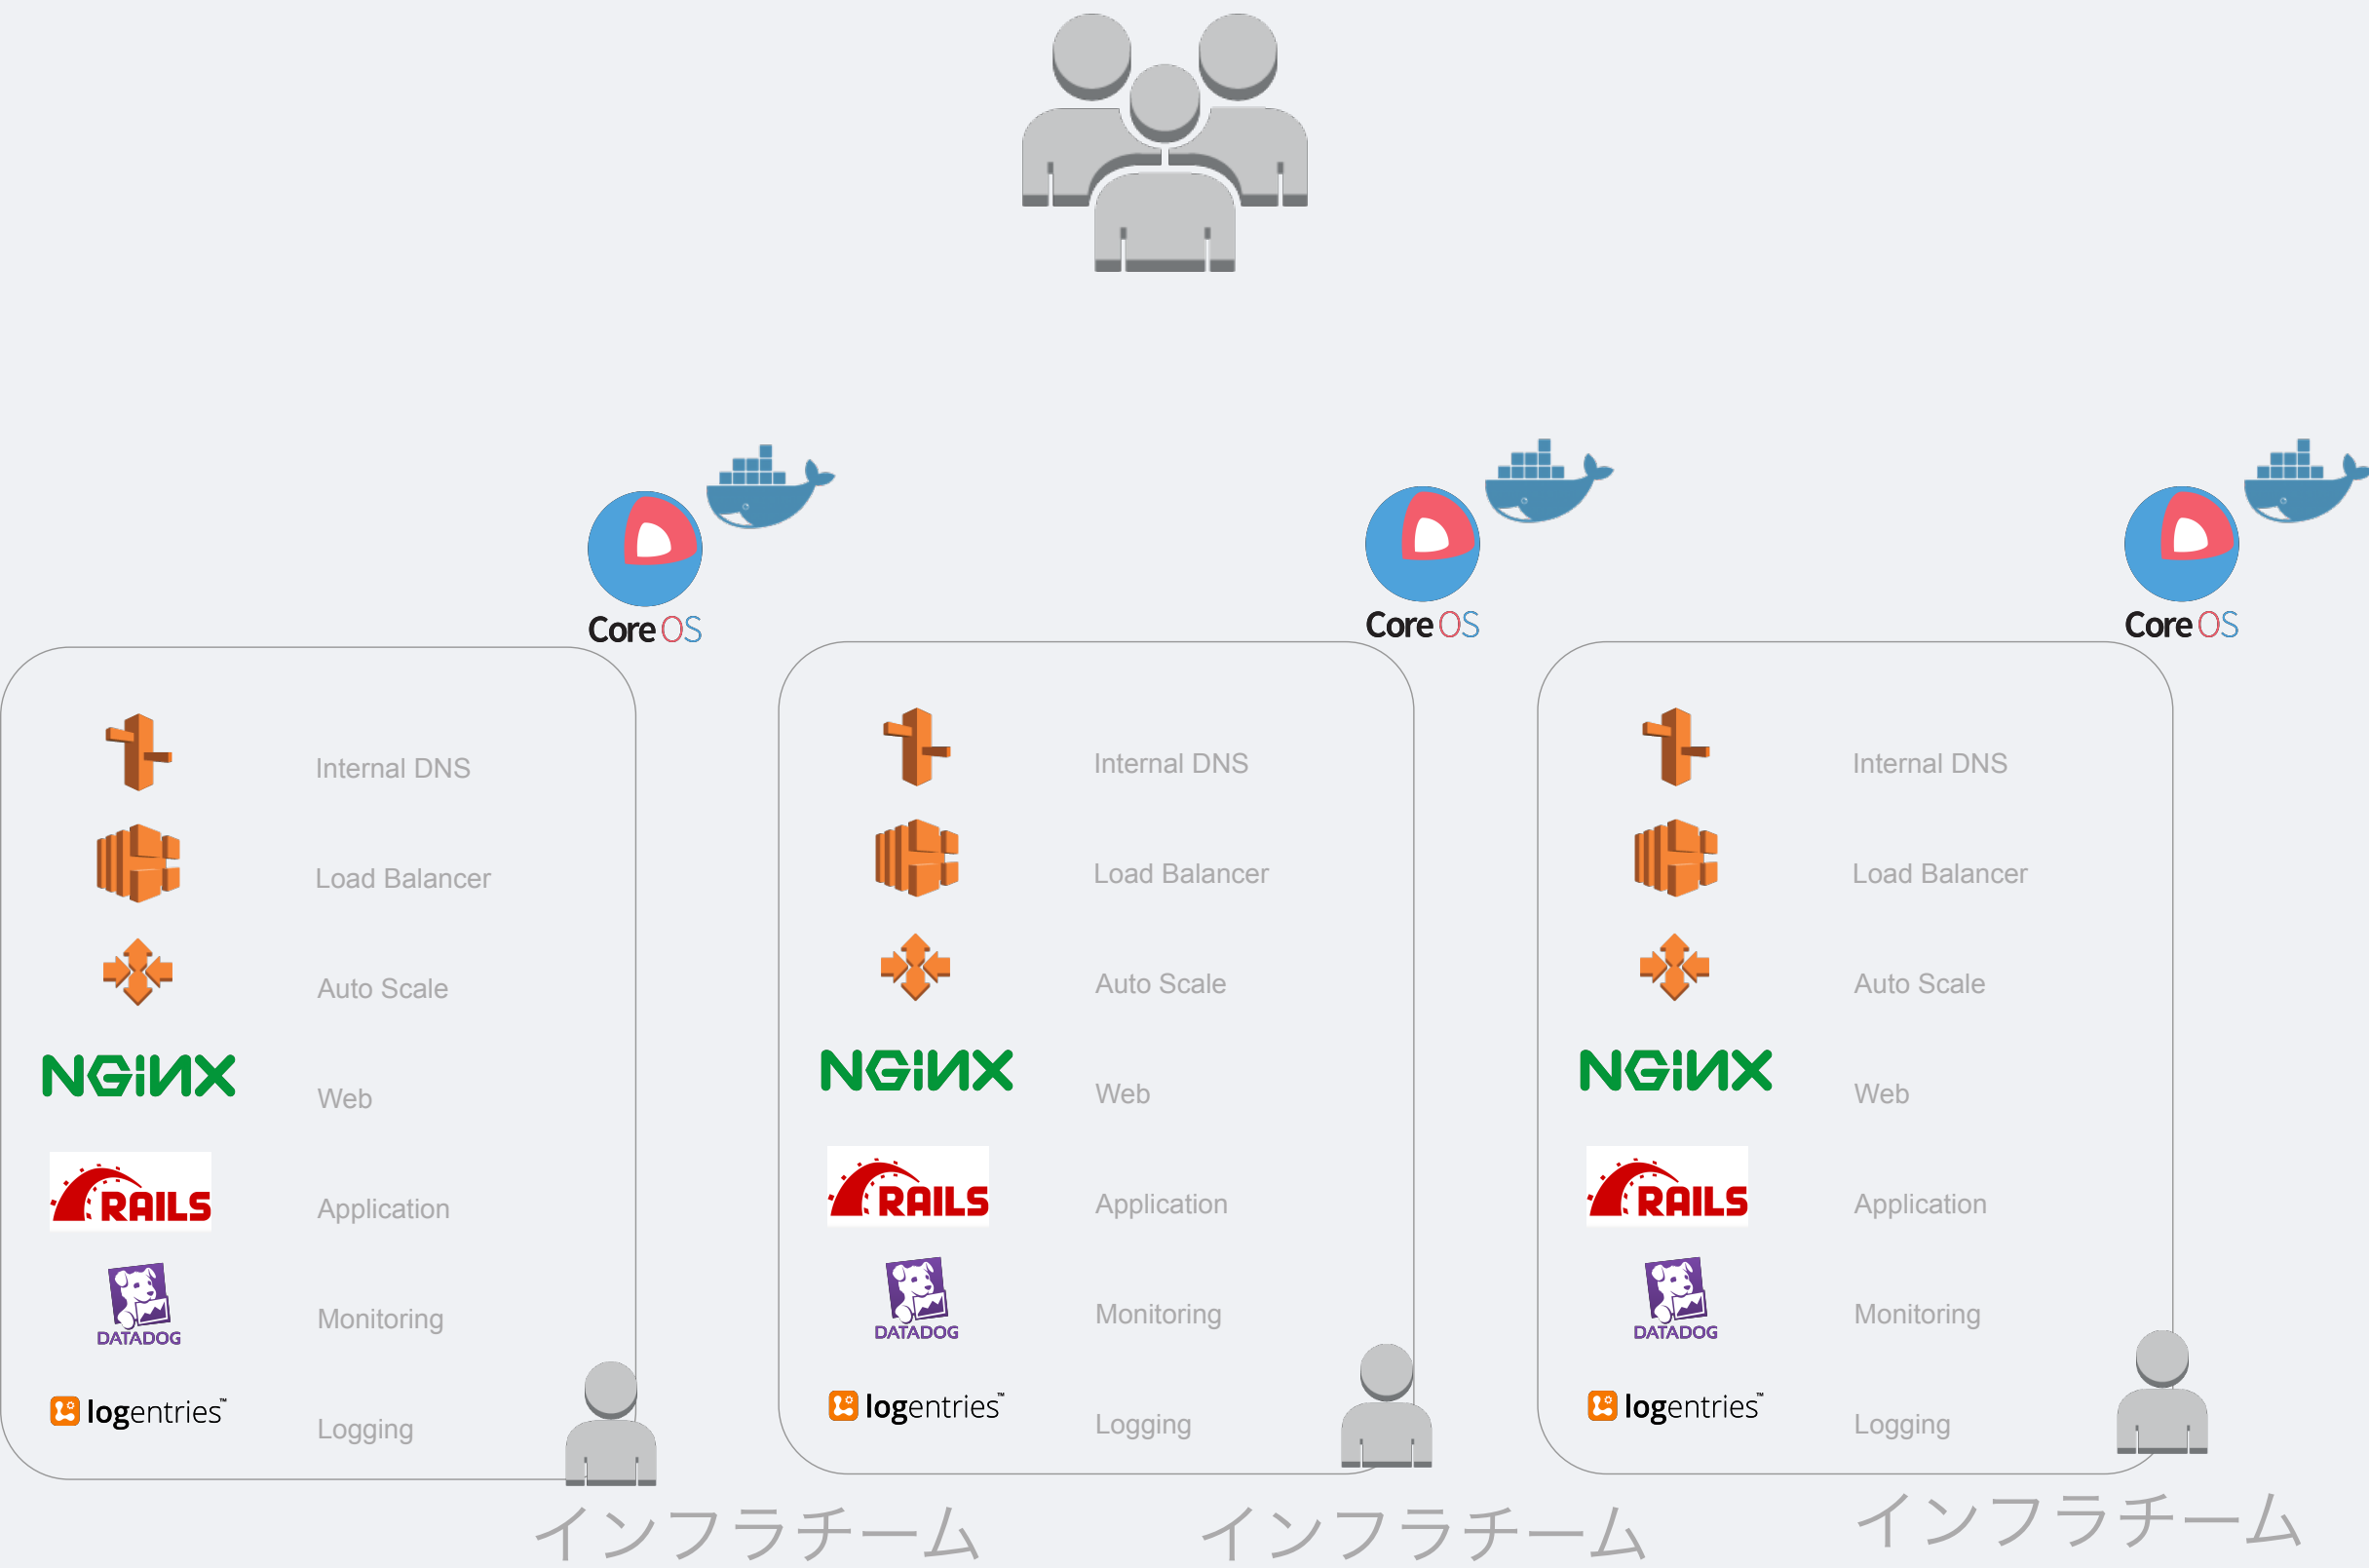 Core OS
Internal DNS
Load Balancer
Auto Scale
NGiNX
Web
RAILS
Application
DATADOG
Monitoring
logentries™
Logging
インフラチーム
Core OS
Internal DNS
Load Balancer
Auto Scale
NGiNX
Web
RAILS
Application
DATADOG
Monitoring
logentries™
Logging
インフラチーム
Core OS
Internal DNS
Load Balancer
Auto Scale
NGiNX
Web
RAILS
Application
DATADOG
Monitoring
logentries™
Logging
インフラチーム